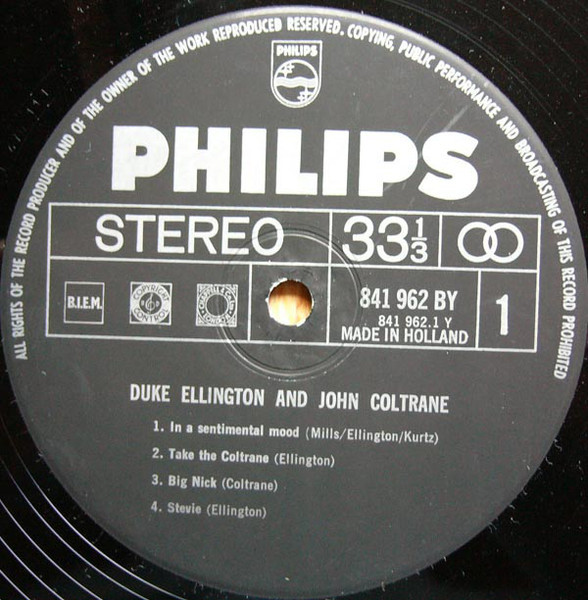 ALL RIGHTS OF THE RECORD PRODUCER AND OF THE OWNER OF THE WORK REPRODUCED RESERVED. COPYING, PUBLIC PERFORMANCE AND BROADCASTING OF THIS RECORD PROHIBITED
PHILIPS
PHILIPS
STEREO 33⅓
B.I.E.M. COPYRIGHT CONTROL
841 962 BY 1
841 962.1 Y
MADE IN HOLLAND
DUKE ELLINGTON AND JOHN COLTRANE
1. In a sentimental mood (Mills/Ellington/Kurtz)
2. Take the Coltrane (Ellington)
3. Big Nick (Coltrane)
4. Stevie (Ellington)